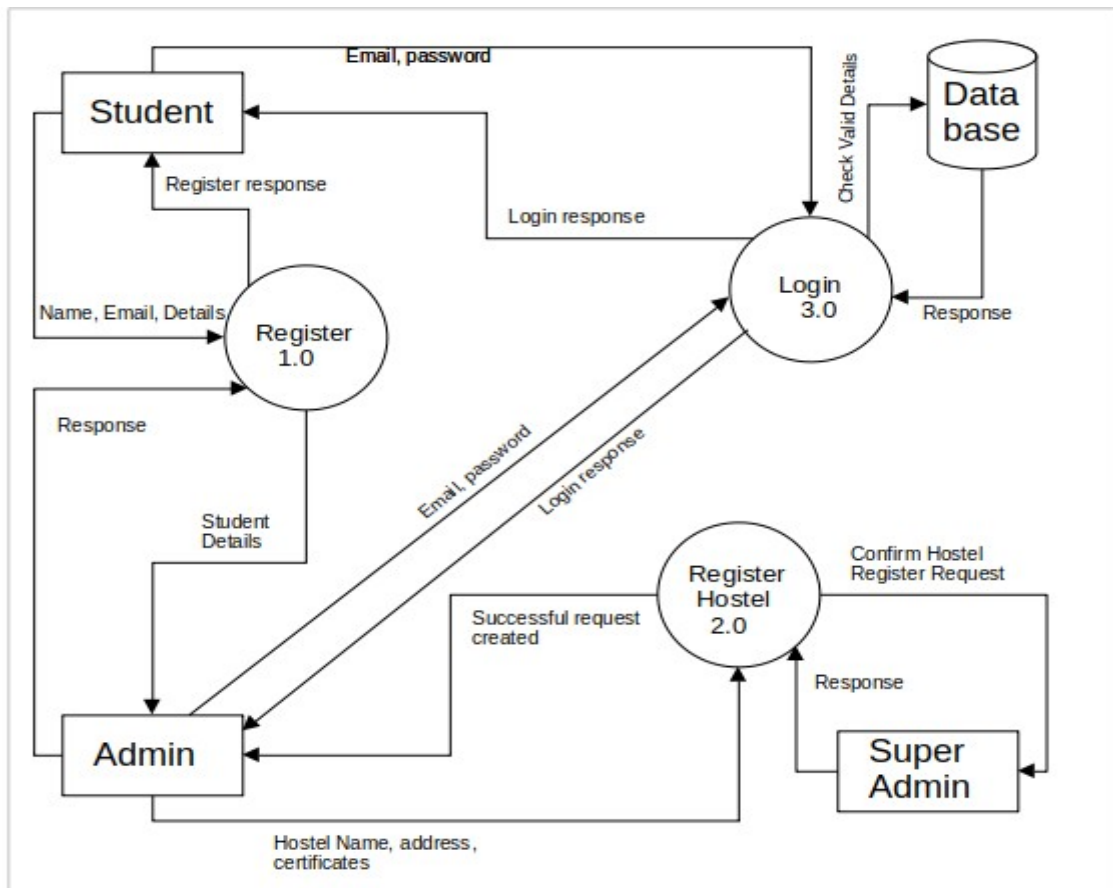 Email, password
Student
Data
base
Check Valid Details
Register response
Login response
Login
3.0
Name, Email, Details
Register
1.0
Response
Response
Email, password
Login response
Student
Details
Register
Hostel
2.0
Confirm Hostel
Register Request
Successful request
created
Response
Admin
Super
Admin
Hostel Name, address,
certificates